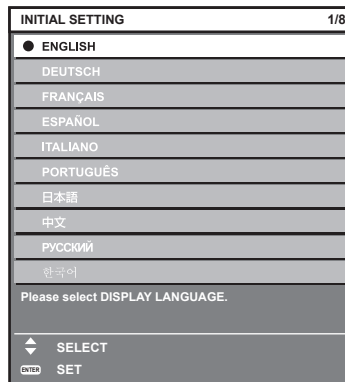 INITIAL SETTING 1/8
ENGLISH
DEUTSCH
FRANÇAIS
ESPAÑOL
ITALIANO
PORTUGUÊS
日本語
中文
РУССКИЙ
한국어
Please select DISPLAY LANGUAGE.
SELECT
ENTER SET